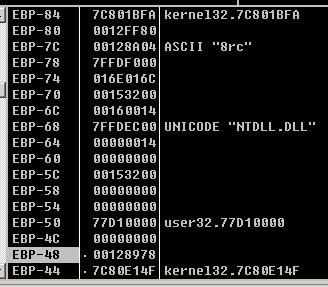 EBP-84 7C801BFA kernel32.7C801BFA
EBP-80 0012FF80
EBP-7C 00128A04 ASCII "8rc"
EBP-78 7FFDF000
EBP-74 016E016C
EBP-70 00153200
EBP-6C 00160014
EBP-68 7FFDEC00 UNICODE "NTDLL.DLL"
EBP-64 00000014
EBP-60 00000000
EBP-5C 00153200
EBP-58 00000000
EBP-54 00000000
EBP-50 77D10000 user32.77D10000
EBP-4C 00000000
EBP-48 . 00128978
EBP-44 . 7C80E14F kernel32.7C80E14F